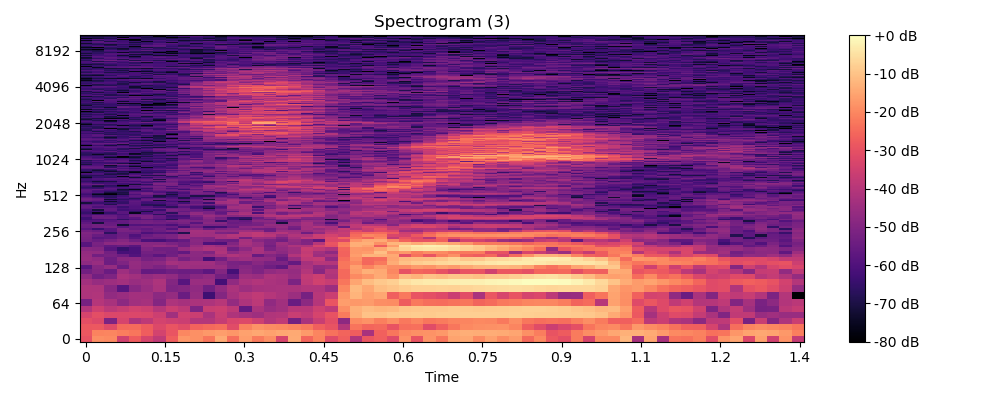 Spectrogram (3)
8192
4096
2048
1024
512
256
128
64
0
Hz
0 0.15 0.3 0.45 0.6 0.75 0.9 1.1 1.2 1.4
Time
+0 dB
-10 dB
-20 dB
-30 dB
-40 dB
-50 dB
-60 dB
-70 dB
-80 dB